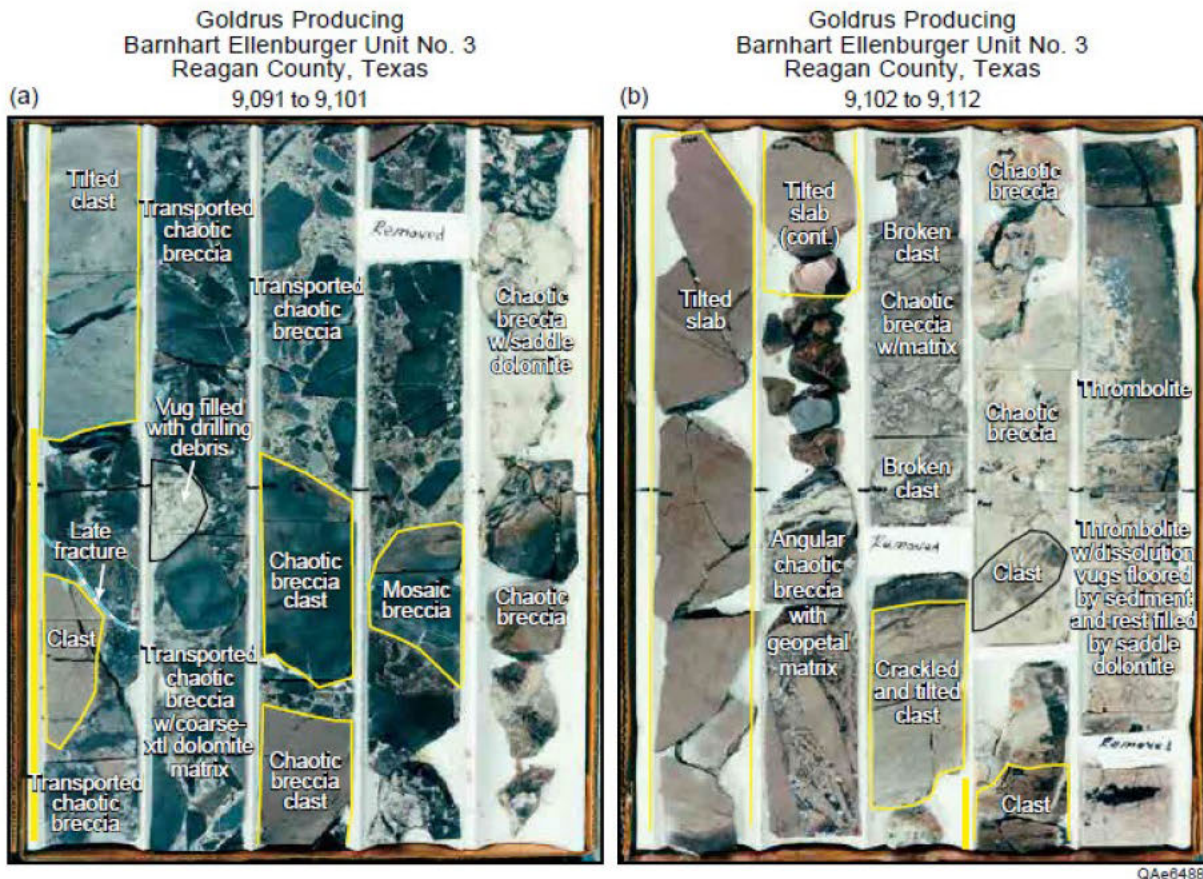 Goldrus Producing
Barnhart Ellenburger Unit No. 3
Reagan County, Texas
(a)
9,091 to 9,101
Tilted
clast
Late
fracture
Clast
Transported
chaotic
breccia
Transported
chaotic
breccia
Vug filled
with drilling
debris
Transported
chaotic
breccia
w/coarse-
xtl dolomite
matrix
Transported
chaotic
breccia
Chaotic
breccia
clast
Chaotic
breccia
clast
Removed
Mosaic
breccia
Chaotic
breccia
w/saddle
dolomite
Chaotic
breccia
Goldrus Producing
Barnhart Ellenburger Unit No. 3
Reagan County, Texas
(b)
9,102 to 9,112
Tilted
slab
Tilted
slab
(cont.)
Angular
chaotic
breccia
with
geopetal
matrix
Broken
clast
Chaotic
breccia
w/matrix
Broken
clast
Removed
Crackled
and tilted
clast
Chaotic
breccia
Chaotic
breccia
Clast
Clast
Thrombolite
Thrombolite
w/dissolution
vugs floored
by sediment
and rest filled
by saddle
dolomite
Removed